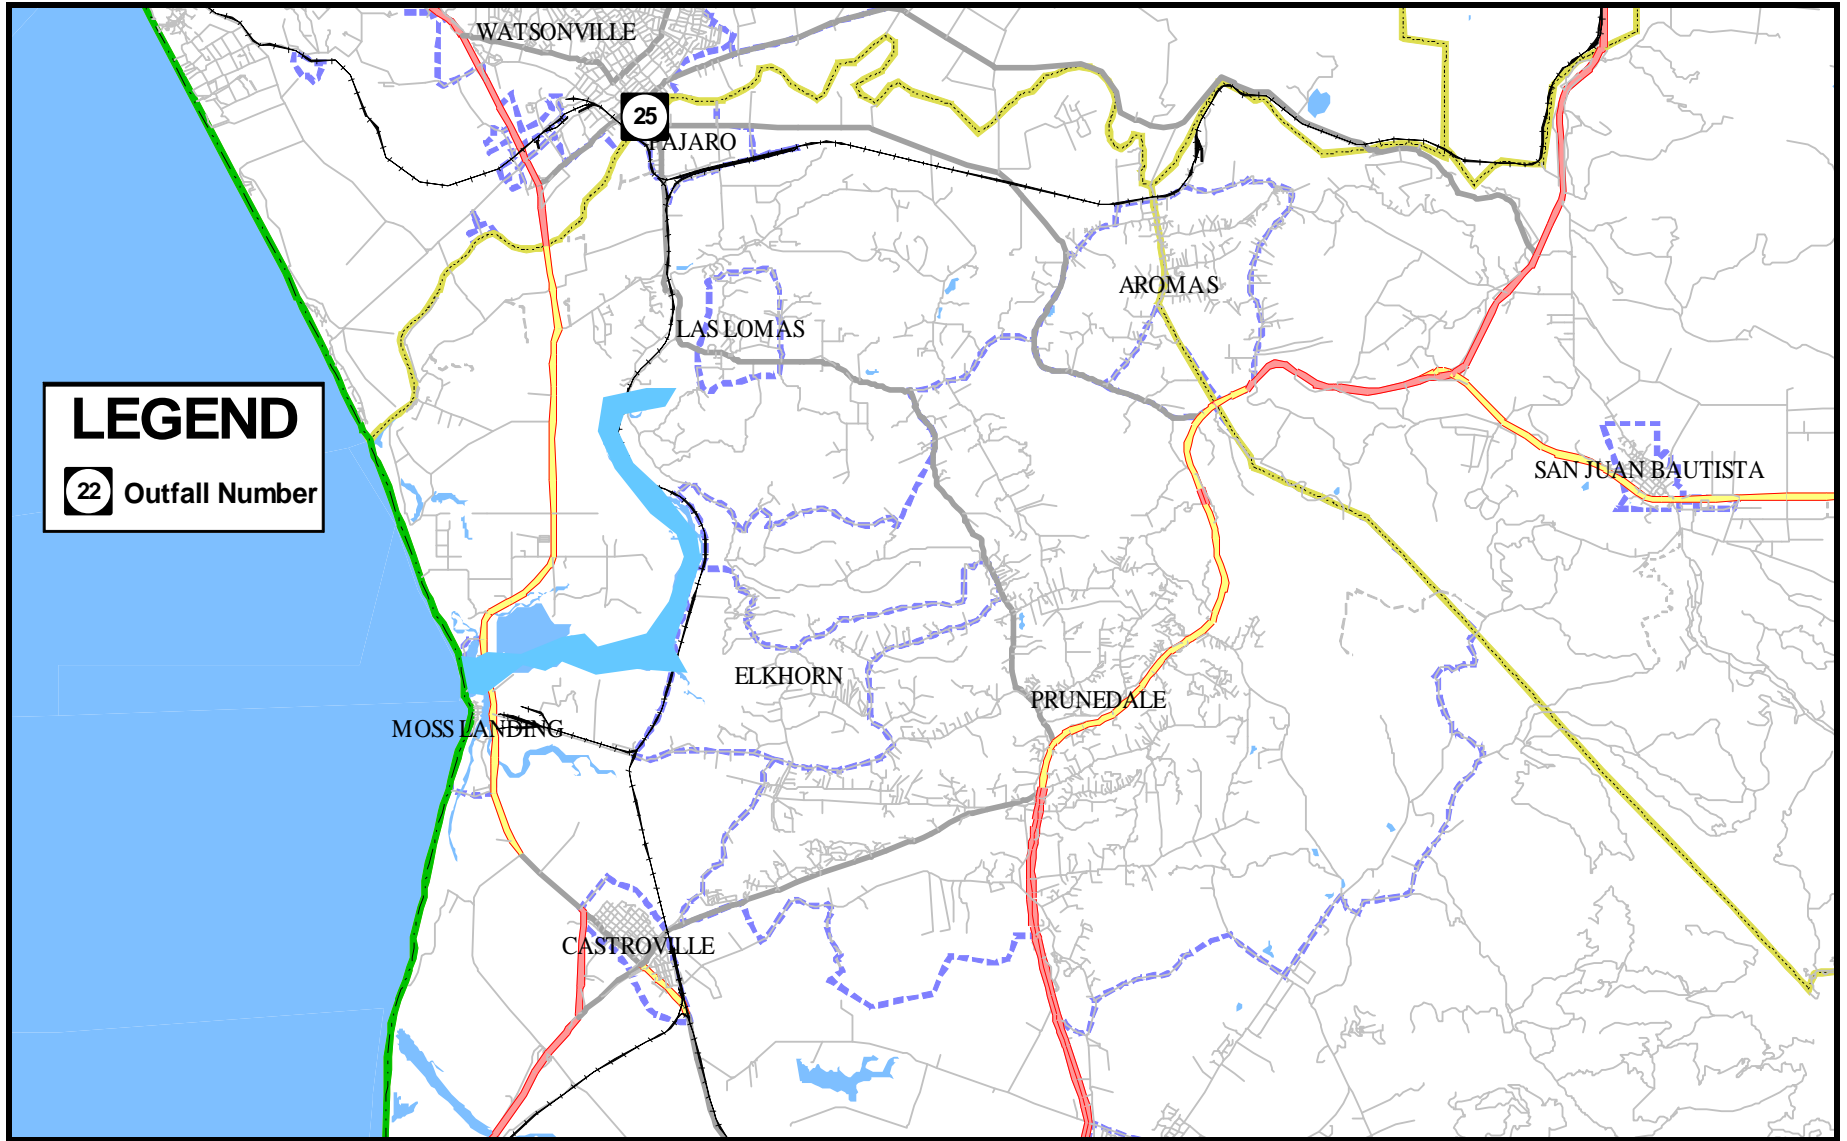 WATSONVILLE
25
PAJARO
AROMAS
LAS LOMAS
LEGEND
22 Outfall Number
SAN JUAN BAUTISTA
ELKHORN
PRUNEDALE
MOSS LANDING
CASTROVILLE